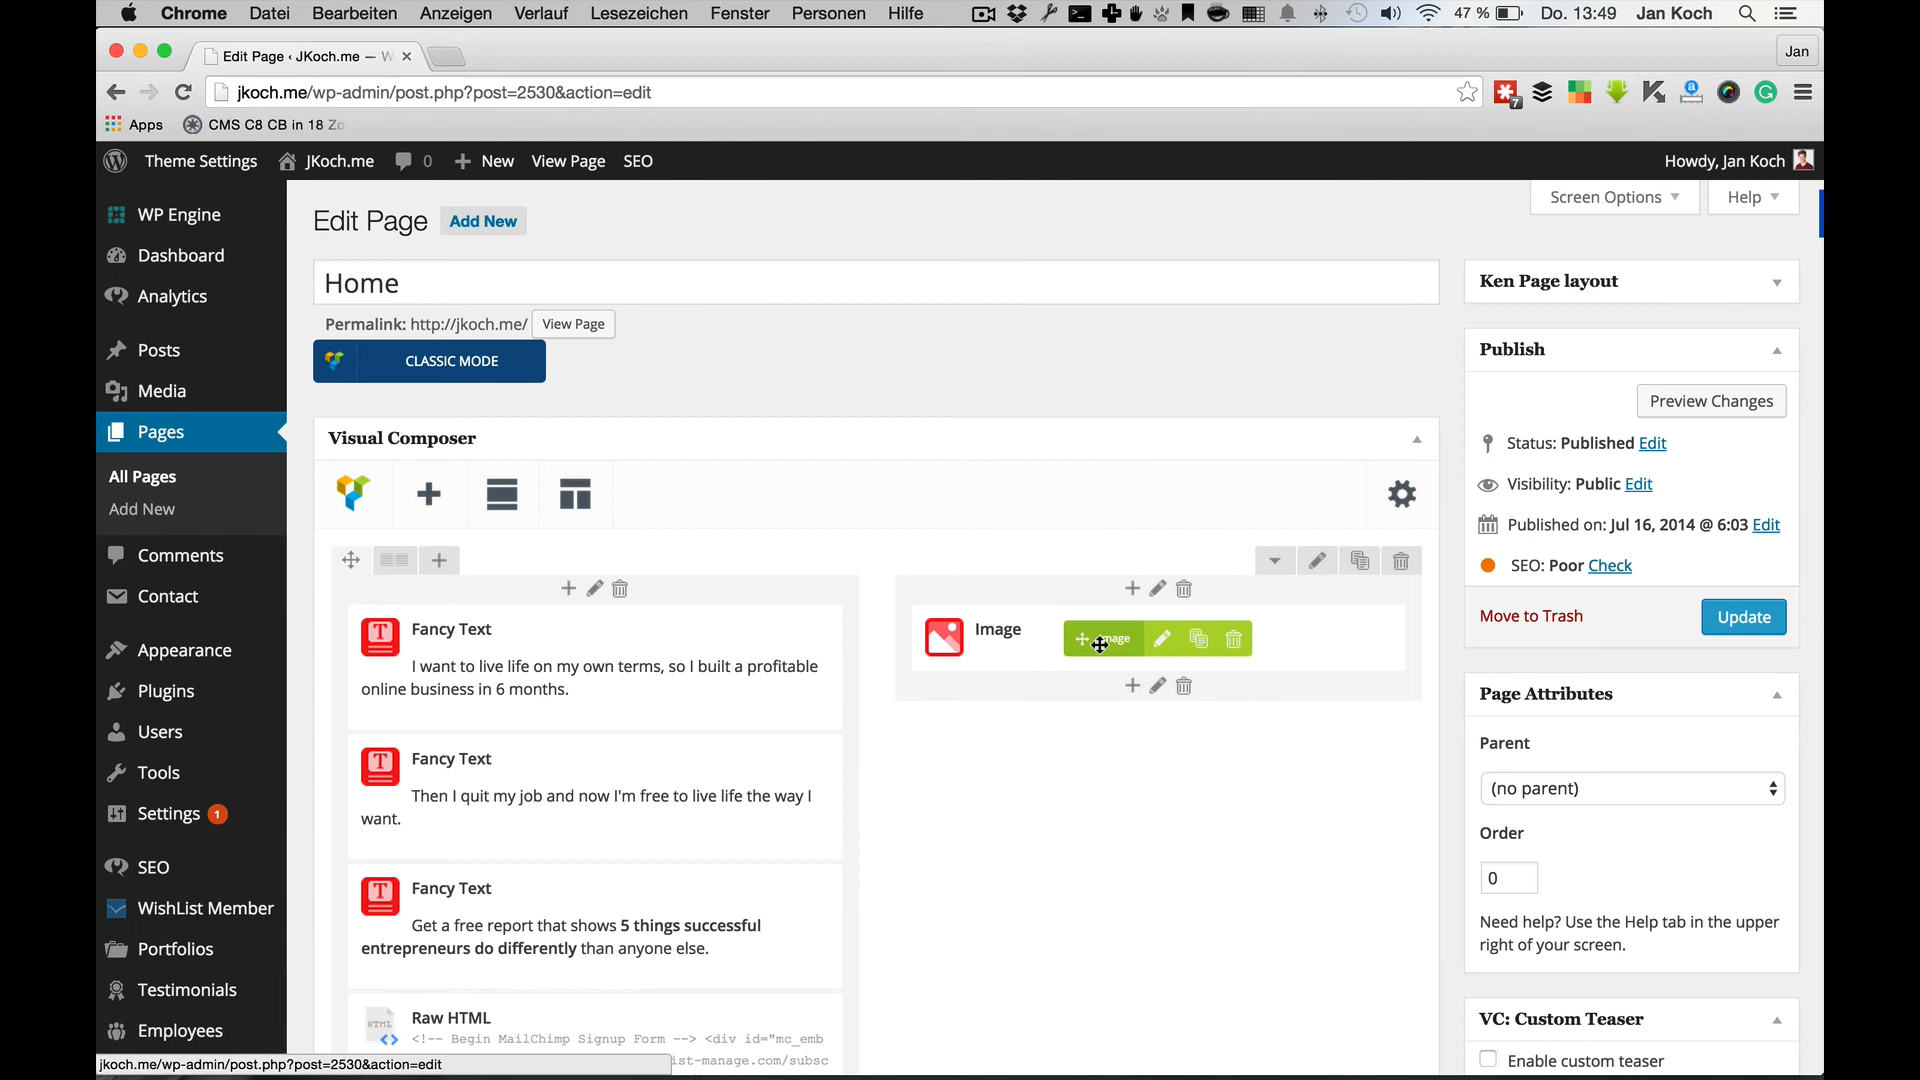 Chrome Datei Bearbeiten Anzeigen Verlauf Lesezeichen Fenster Personen Hilfe 47 % Do. 13:49 Jan Koch
Edit Page ‹ JKoch.me — W
Jan
jkoch.me/wp-admin/post.php?post=2530&action=edit
7
Apps CMS C8 CB in 18 Zo
Theme Settings JKoch.me 0 New View Page SEO Howdy, Jan Koch
Screen Options Help
WP Engine
Dashboard
Analytics
Posts
Media
Pages
All Pages
Add New
Comments
Contact
Appearance
Plugins
Users
Tools
Settings 1
SEO
WishList Member
Portfolios
Testimonials
Employees
jkoch.me/wp-admin/post.php?post=2530&action=edit
Edit Page Add New
Home
Permalink: http://jkoch.me/ View Page
CLASSIC MODE
Visual Composer
Fancy Text
I want to live life on my own terms, so I built a profitable
online business in 6 months.
Fancy Text
Then I quit my job and now I'm free to live life the way I
want.
Fancy Text
Get a free report that shows 5 things successful
entrepreneurs do differently than anyone else.
HTML
Raw HTML
<!-- Begin MailChimp Signup Form --> <div id="mc_emb
ist-manage.com/subsc
Image
Ken Page layout
Publish
Preview Changes
Status: Published Edit
Visibility: Public Edit
Published on: Jul 16, 2014 @ 6:03 Edit
SEO: Poor Check
Move to Trash Update
Page Attributes
Parent
(no parent)
Order
0
Need help? Use the Help tab in the upper
right of your screen.
VC: Custom Teaser
Enable custom teaser